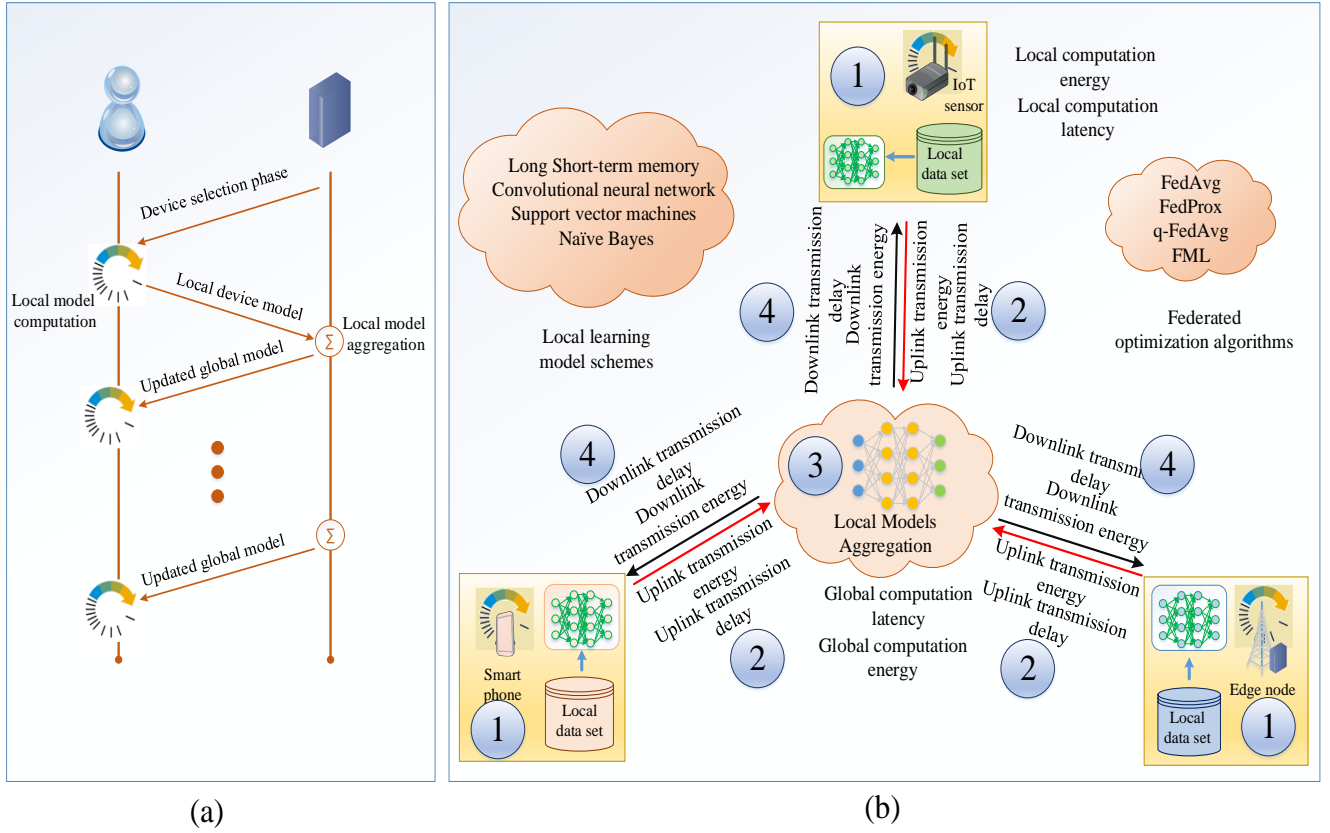 Device selection phase
Local model
computation
Local device model
Σ
Local model
aggregation
Updated global model
Σ
Updated global model
(a)
1
IoT
sensor
Local
data set
Local computation
energy
Local computation
latency
Long Short-term memory
Convolutional neural network
Support vector machines
Naïve Bayes
Local learning
model schemes
FedAvg
FedProx
q-FedAvg
FML
Federated
optimization algorithms
4
Downlink transmission
delay
Downlink
transmission energy
Uplink transmission
energy
Uplink transmission
delay
2
4
Downlink transmission
delay
Downlink
transmission energy
Uplink transmission
energy
Uplink transmission
delay
2
3
Local Models
Aggregation
Global computation
latency
Global computation
energy
4
Downlink transmi
delay
Downlink
transmission energy
Uplink transmission
energy
Uplink transmission
delay
2
Smart
phone
1
Local
data set
Edge node
1
Local
data set
(b)